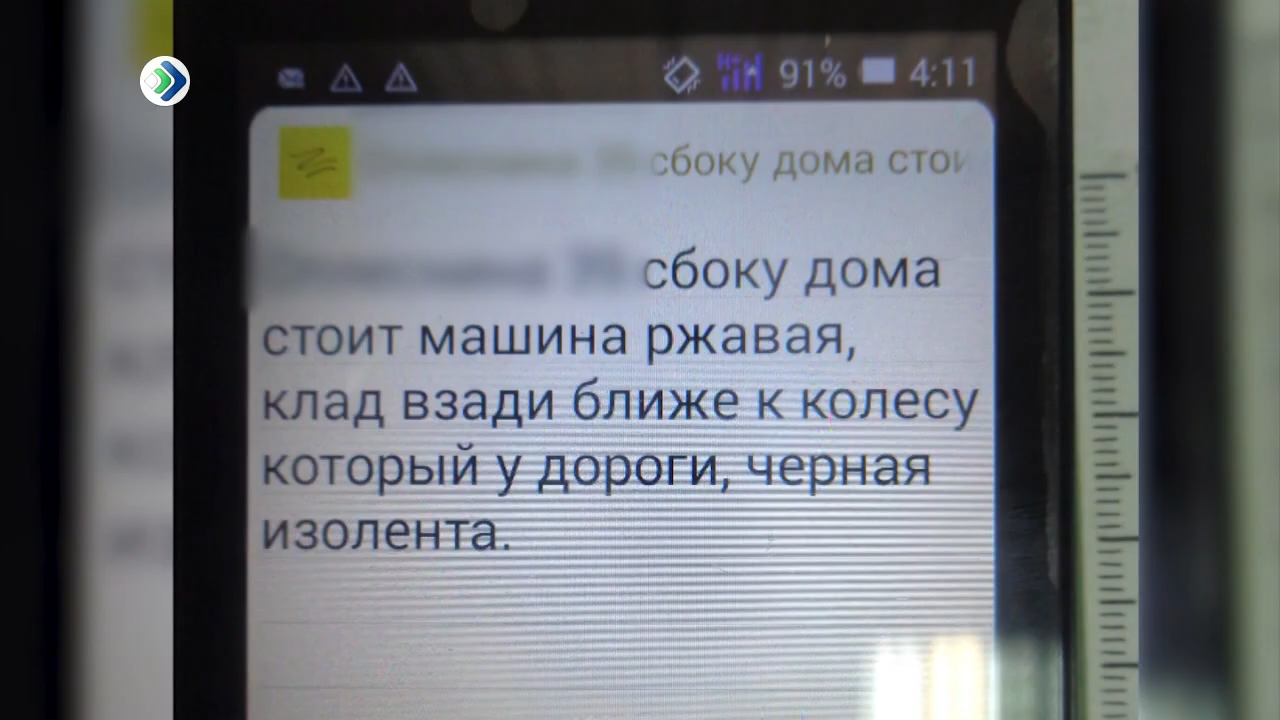 91% 4:11
сбоку дома стои
сбоку дома
стоит машина ржавая,
клад взади ближе к колесу
который у дороги, черная
изолента.